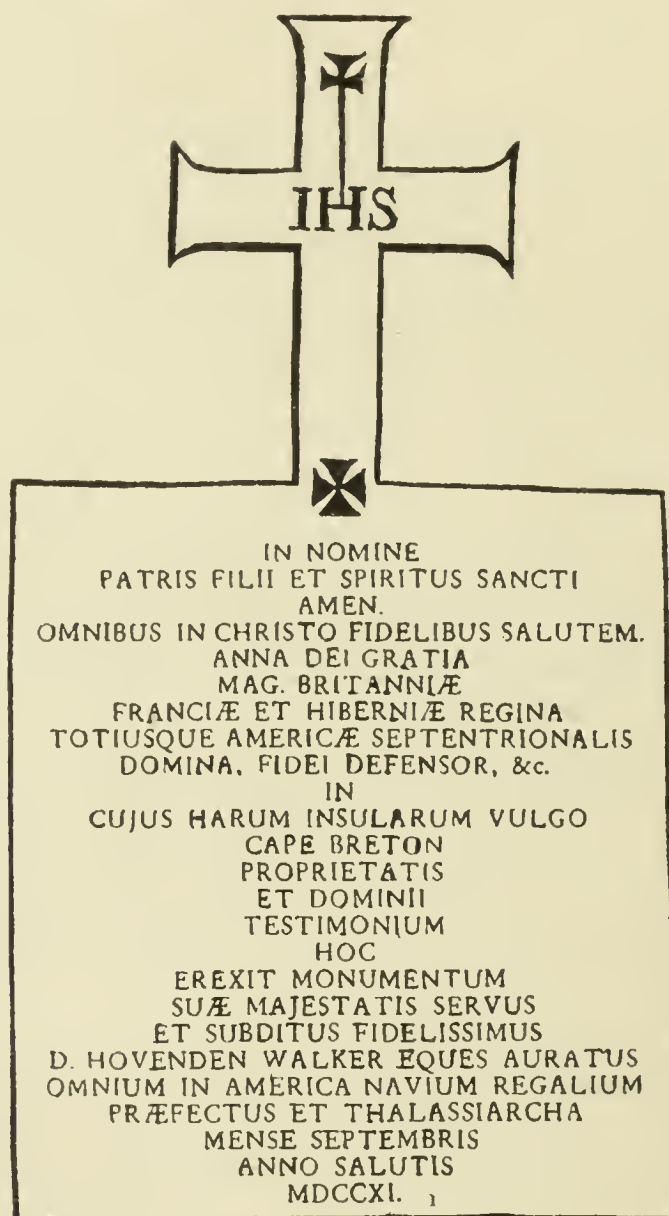 IHS
IN NOMINE
PATRIS FILII ET SPIRITUS SANCTI
AMEN.
OMNIBUS IN CHRISTO FIDELIBUS SALUTEM.
ANNA DEI GRATIA
MAG. BRITANNIÆ
FRANCIÆ ET HIBERNIÆ REGINA
TOTIUSQUE AMERICÆ SEPTENTRIONALIS
DOMINA, FIDEI DEFENSOR, &c.
IN
CUJUS HARUM INSULARUM VULGO
CAPE BRETON
PROPRIETATIS
ET DOMINII
TESTIMONIUM
HOC
EREXIT MONUMENTUM
SUÆ MAJESTATIS SERVUS
ET SUBDITUS FIDELISSIMUS
D. HOVENDEN WALKER EQUES AURATUS
OMNIUM IN AMERICA NAVIUM REGALIUM
PRÆFECTUS ET THALASSIARCHA
MENSE SEPTEMBRIS
ANNO SALUTIS
MDCCXI. 1